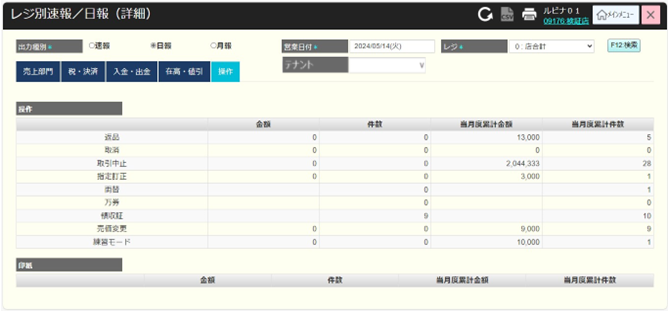 レジ別速報／日報（詳細）
CSV
ルピナ０１
09176 検証店
メインメニュー
出力種別
速報
日報
月報
営業日付
2024/05/14(火)
レジ
0 : 店合計
F12:検索
テナント
売上部門
税・決済
入金・出金
在高・値引
操作
操作
金額 件数 当月度累計金額 当月度累計件数
返品 0 0 13,000 5
取消 0 0 0 0
取引中止 0 0 2,044,333 28
指定訂正 0 0 3,000 1
両替 0 1
万券 0 0
領収証 9 10
売価変更 0 0 9,000 9
練習モード 0 0 10,000 1
印紙
金額 件数 当月度累計金額 当月度累計件数